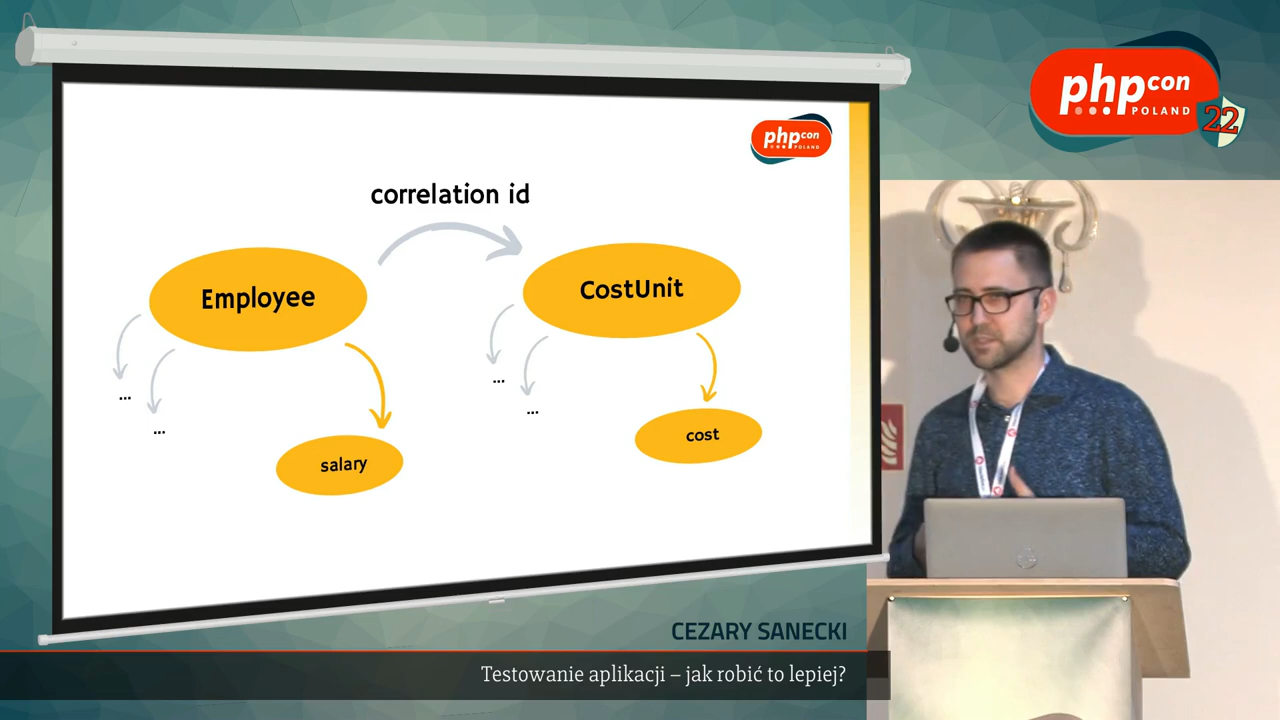 phpcon
POLAND
22
phpcon
POLAND
correlation id
Employee
CostUnit
...
...
...
...
salary
cost
CEZARY SANECKI
Testowanie aplikacji – jak robić to lepiej?